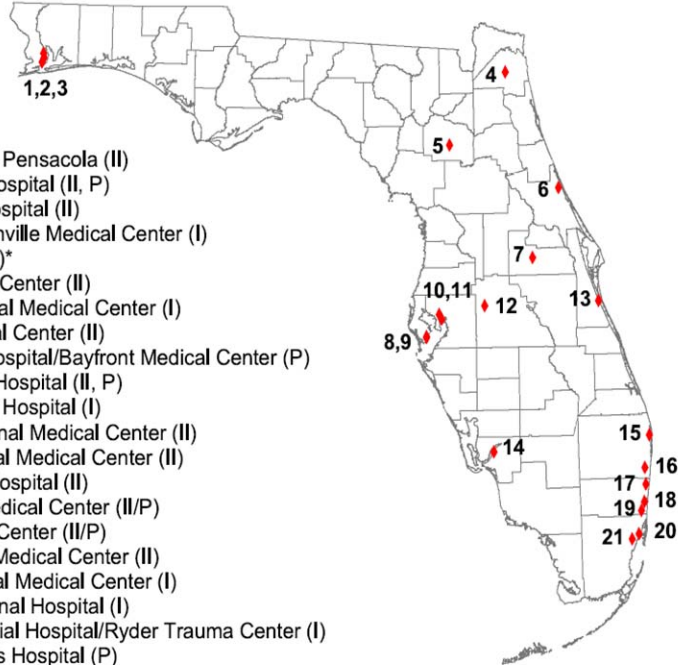 1,2,3
4
5
6
7
10,11
12
13
8,9
14
15
16
17
18
19
20
21
Pensacola (II)
ospital (II, P)
spital (II)
nville Medical Center (I)
)*
Center (II)
al Medical Center (I)
al Center (II)
ospital/Bayfront Medical Center (P)
Hospital (II, P)
Hospital (I)
nal Medical Center (II)
al Medical Center (II)
ospital (II)
edical Center (II/P)
Center (II/P)
Medical Center (II)
al Medical Center (I)
nal Hospital (I)
ial Hospital/Ryder Trauma Center (I)
s Hospital (P)